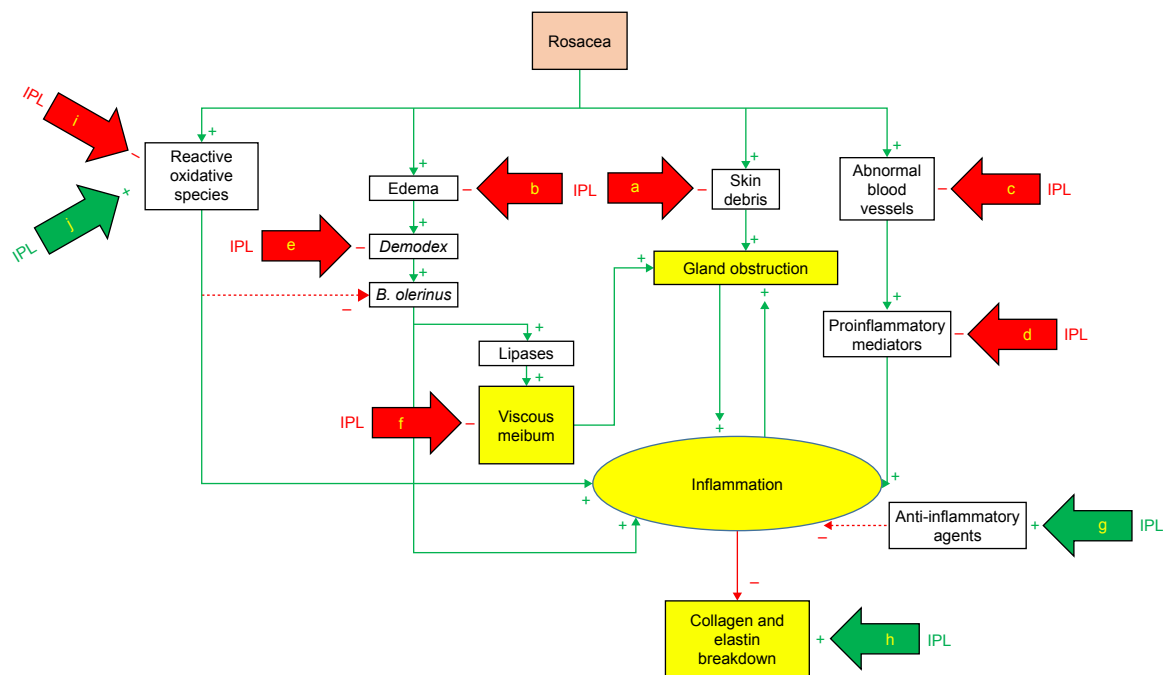 Rosacea
IPL
i
–
+
Reactive
oxidative
species
+
IPL
j
+
Edema
–
b
IPL
+
IPL
a
–
Skin
debris
+
Abnormal
blood
vessels
–
c
IPL
IPL
e
–
+
Demodex
+
B. olerinus
–
+
Gland obstruction
+
+
+
Lipases
+
+
Proinflammatory
mediators
–
d
IPL
IPL
f
–
Viscous
meibum
+
Inflammation
+
+
+
–
Anti-inflammatory
agents
+
g
IPL
–
Collagen and
elastin
breakdown
+
h
IPL